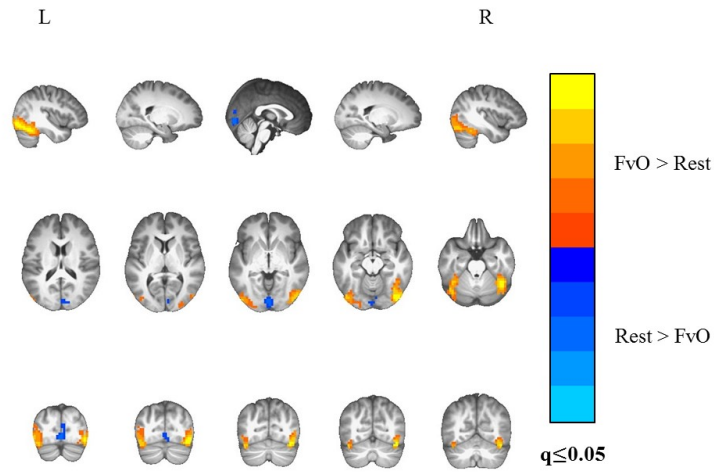 L
R
FvO > Rest
Rest > FvO
q≤0.05